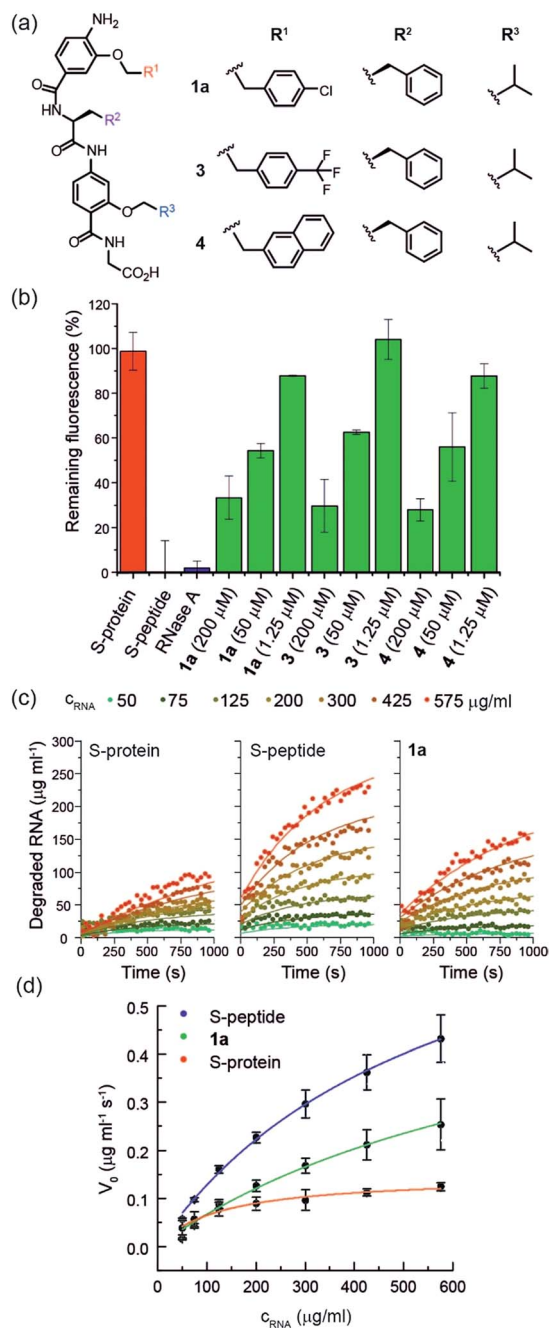 (a)
R¹ R² R³
NH₂
O R¹
O
HN R²
O NH
O R³
O NH
CO₂H
1a Cl
3 F F F
4
(b)
Remaining fluorescence (%)
120
100
80
60
40
20
0
S-protein
S-peptide
RNase A
1a (200 μM)
1a (50 μM)
1a (1.25 μM)
3 (200 μM)
3 (50 μM)
3 (1.25 μM)
4 (200 μM)
4 (50 μM)
4 (1.25 μM)
(c)
c_RNA 50 75 125 200 300 425 575 μg/ml
Degraded RNA (μg ml⁻¹)
300
250
200
150
100
50
0
S-protein S-peptide 1a
0 250 500 750 1000 0 250 500 750 1000 0 250 500 750 1000
Time (s) Time (s) Time (s)
(d)
S-peptide
1a
S-protein
V₀ (μg ml⁻¹ s⁻¹)
0.5
0.4
0.3
0.2
0.1
0.0
0 100 200 300 400 500 600
c_RNA (μg/ml)